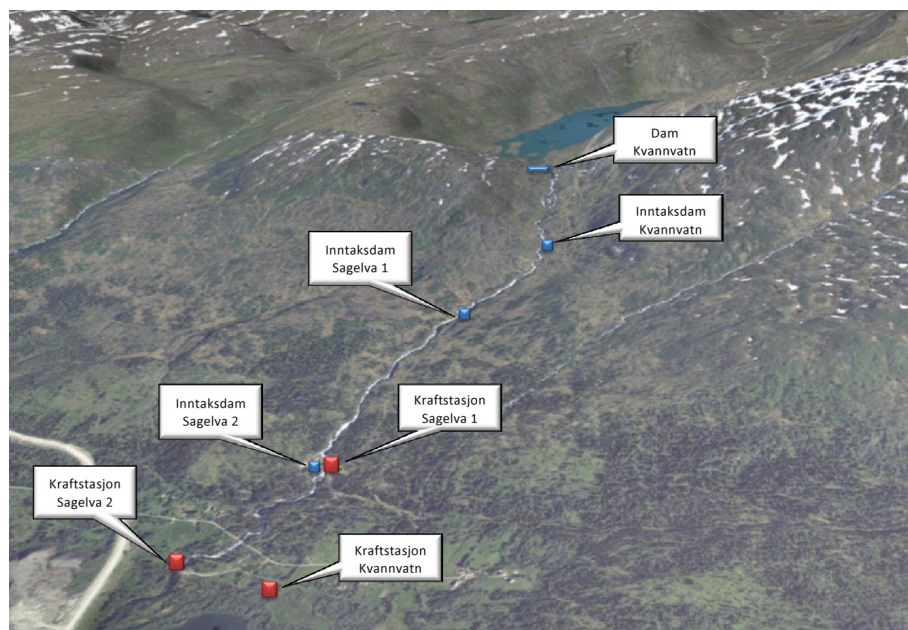 Dam
Kvannvatn
Inntaksdam
Kvannvatn
Inntaksdam
Sagelva 1
Inntaksdam
Sagelva 2
Kraftstasjon
Sagelva 1
Kraftstasjon
Sagelva 2
Kraftstasjon
Kvannvatn